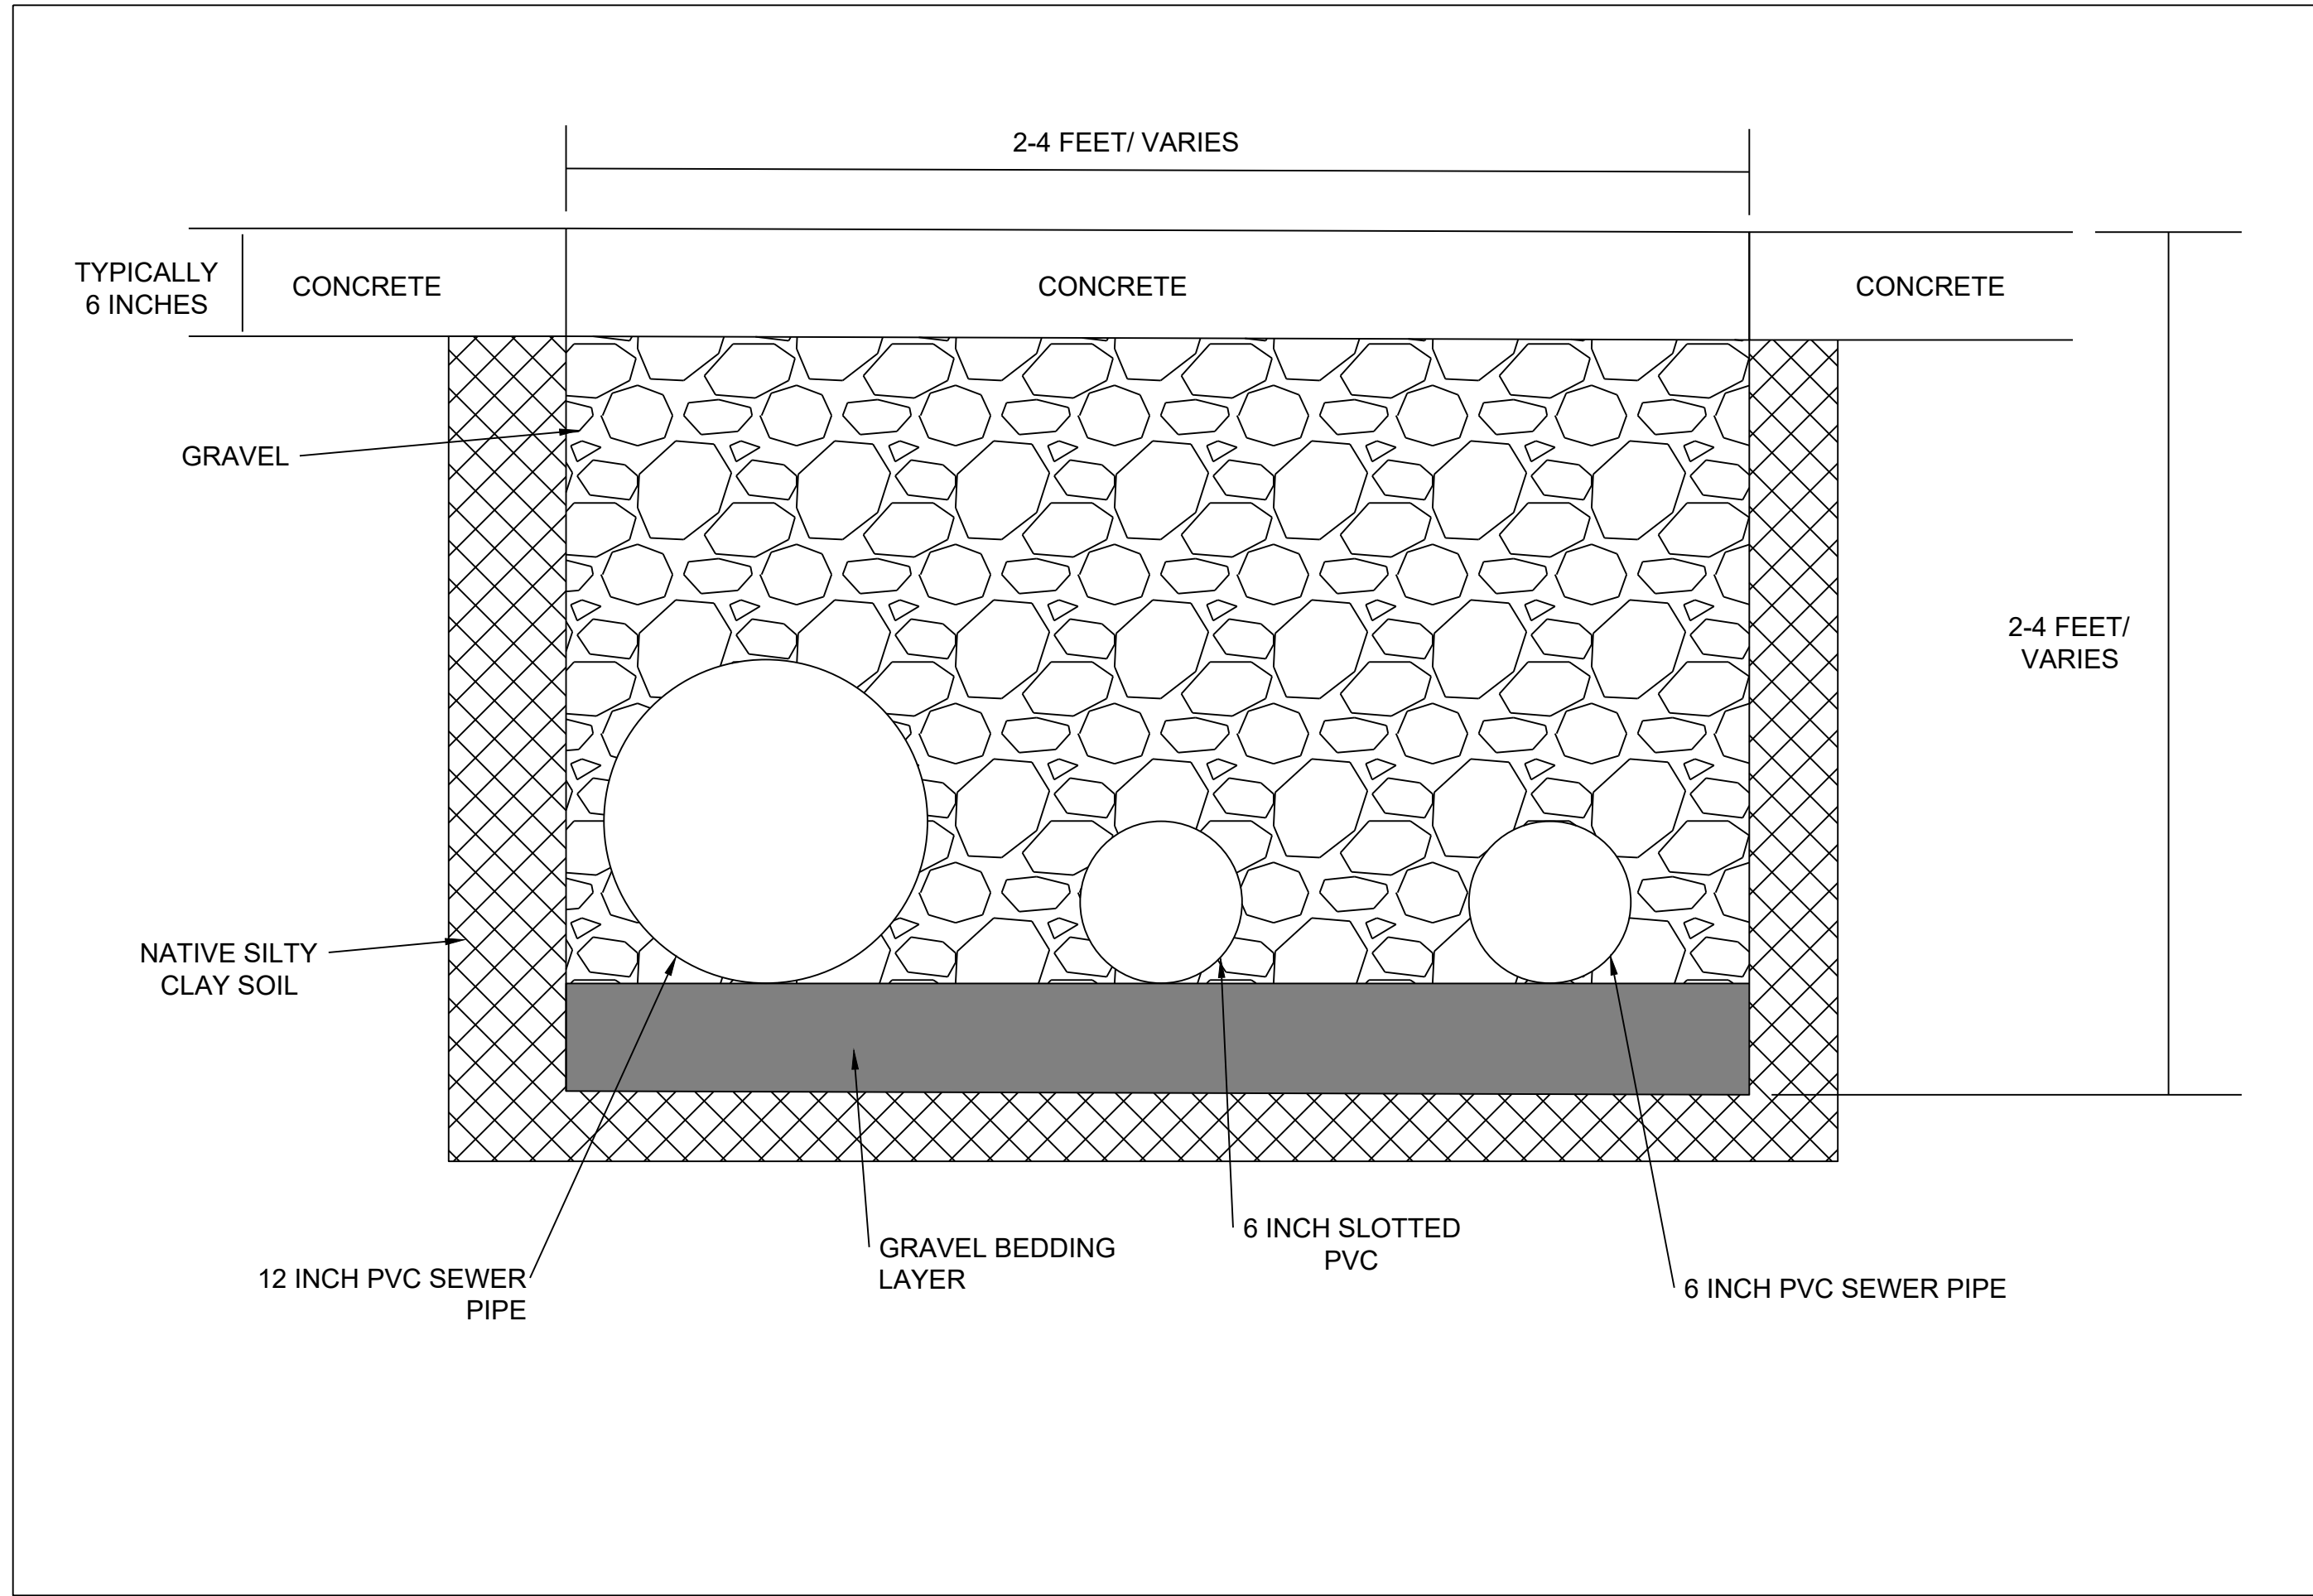 2-4 FEET/ VARIES
TYPICALLY
6 INCHES
CONCRETE
CONCRETE
CONCRETE
GRAVEL
2-4 FEET/
VARIES
NATIVE SILTY
CLAY SOIL
6 INCH SLOTTED
PVC
GRAVEL BEDDING
LAYER
12 INCH PVC SEWER
PIPE
6 INCH PVC SEWER PIPE